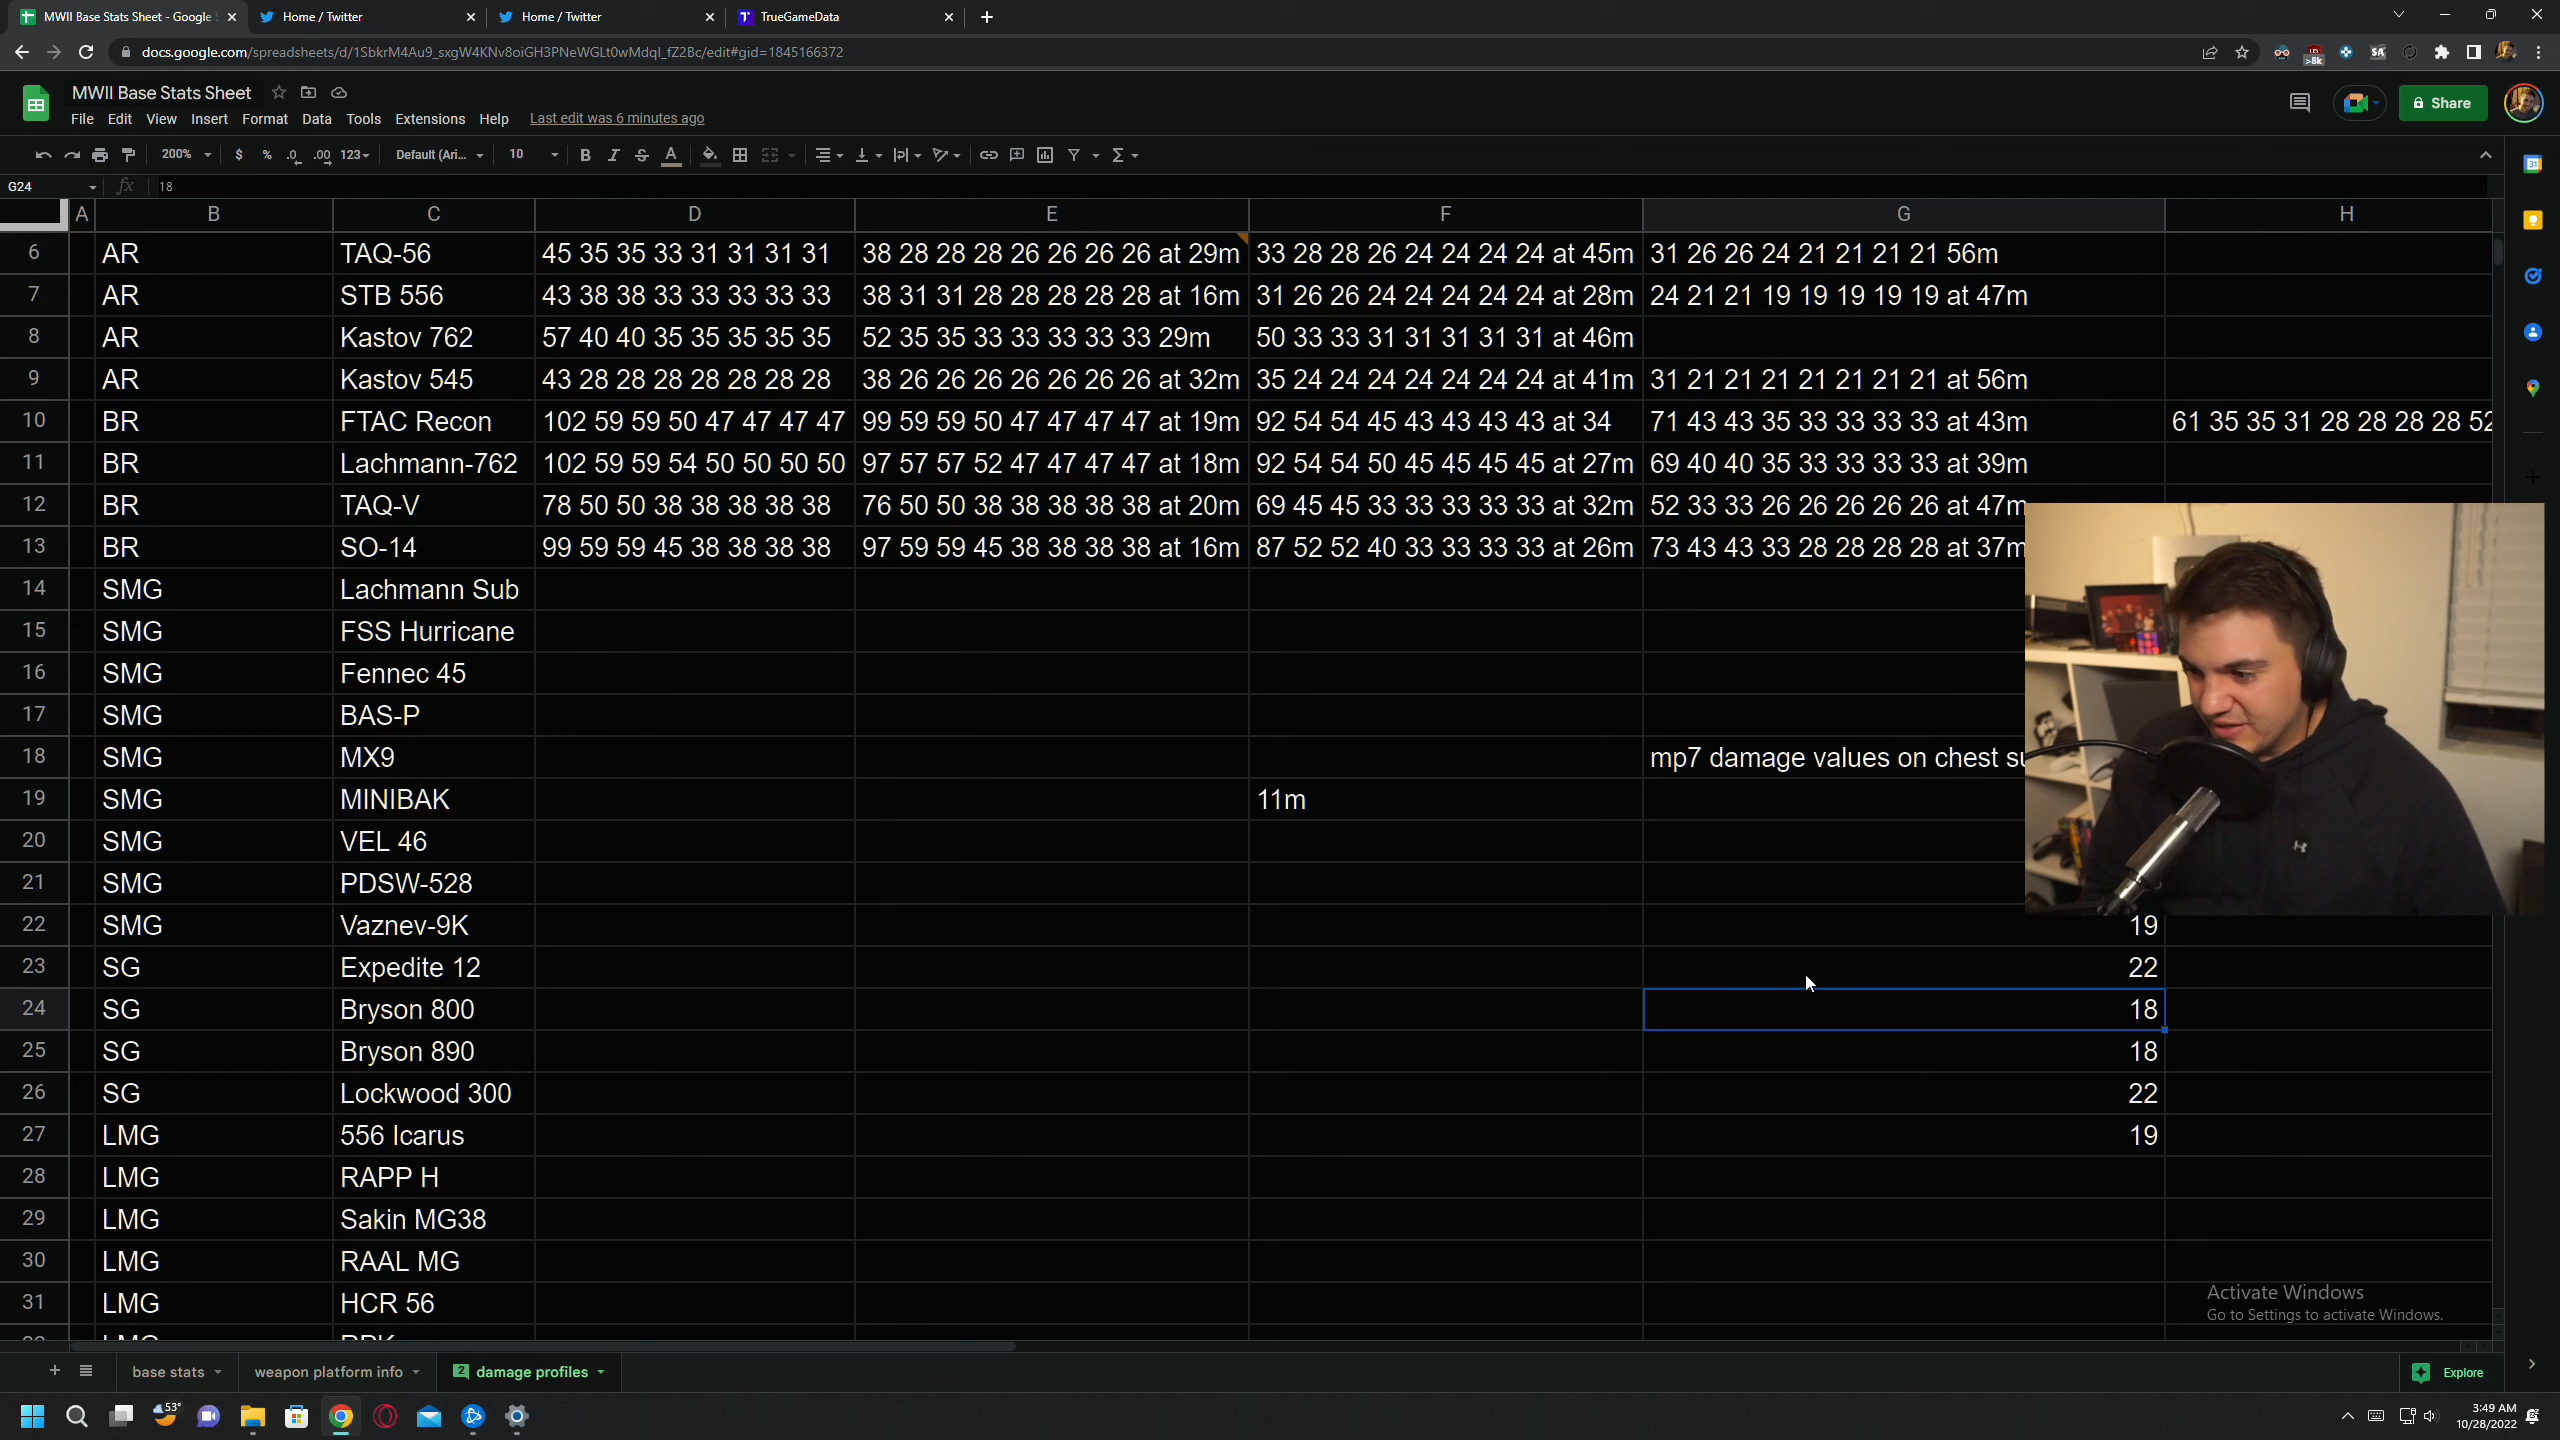 MWII Base Stats Sheet - Google
Home / Twitter
Home / Twitter
TrueGameData
docs.google.com/spreadsheets/d/1SbkrM4Au9_sxgW4KNv8oiGH3PNeWGLt0wMdqI_fZ2Bc/edit#gid=1845166372
>8k
MWII Base Stats Sheet
Share
File Edit View Insert Format Data Tools Extensions Help Last edit was 6 minutes ago
200% $ % .0 .00 123 Default (Ari... 10 B I S A
G24 fx 18
A B C D E F G H
6 AR TAQ-56 45 35 35 33 31 31 31 31 38 28 28 28 26 26 26 26 at 29m 33 28 28 26 24 24 24 24 at 45m 31 26 26 24 21 21 21 21 56m
7 AR STB 556 43 38 38 33 33 33 33 33 38 31 31 28 28 28 28 28 at 16m 31 26 26 24 24 24 24 24 at 28m 24 21 21 19 19 19 19 19 at 47m
8 AR Kastov 762 57 40 40 35 35 35 35 35 52 35 35 33 33 33 33 33 29m 50 33 33 31 31 31 31 31 at 46m
9 AR Kastov 545 43 28 28 28 28 28 28 28 38 26 26 26 26 26 26 26 at 32m 35 24 24 24 24 24 24 24 at 41m 31 21 21 21 21 21 21 21 at 56m
10 BR FTAC Recon 102 59 59 50 47 47 47 47 99 59 59 50 47 47 47 47 at 19m 92 54 54 45 43 43 43 43 at 34 71 43 43 35 33 33 33 33 at 43m 61 35 35 31 28 28 28 28 52
11 BR Lachmann-762 102 59 59 54 50 50 50 50 97 57 57 52 47 47 47 47 at 18m 92 54 54 50 45 45 45 45 at 27m 69 40 40 35 33 33 33 33 at 39m
12 BR TAQ-V 78 50 50 38 38 38 38 38 76 50 50 38 38 38 38 38 at 20m 69 45 45 33 33 33 33 33 at 32m 52 33 33 26 26 26 26 26 at 47m
13 BR SO-14 99 59 59 45 38 38 38 38 97 59 59 45 38 38 38 38 at 16m 87 52 52 40 33 33 33 33 at 26m 73 43 43 33 28 28 28 28 at 37m
14 SMG Lachmann Sub
15 SMG FSS Hurricane
16 SMG Fennec 45
17 SMG BAS-P
18 SMG MX9 mp7 damage values on chest
19 SMG MINIBAK 11m
20 SMG VEL 46
21 SMG PDSW-528
22 SMG Vaznev-9K 19
23 SG Expedite 12 22
24 SG Bryson 800 18
25 SG Bryson 890 18
26 SG Lockwood 300 22
27 LMG 556 Icarus 19
28 LMG RAPP H
29 LMG Sakin MG38
30 LMG RAAL MG
31 LMG HCR 56
Activate Windows
Go to Settings to activate Windows.
base stats weapon platform info 2 damage profiles Explore
53°
3:49 AM
10/28/2022